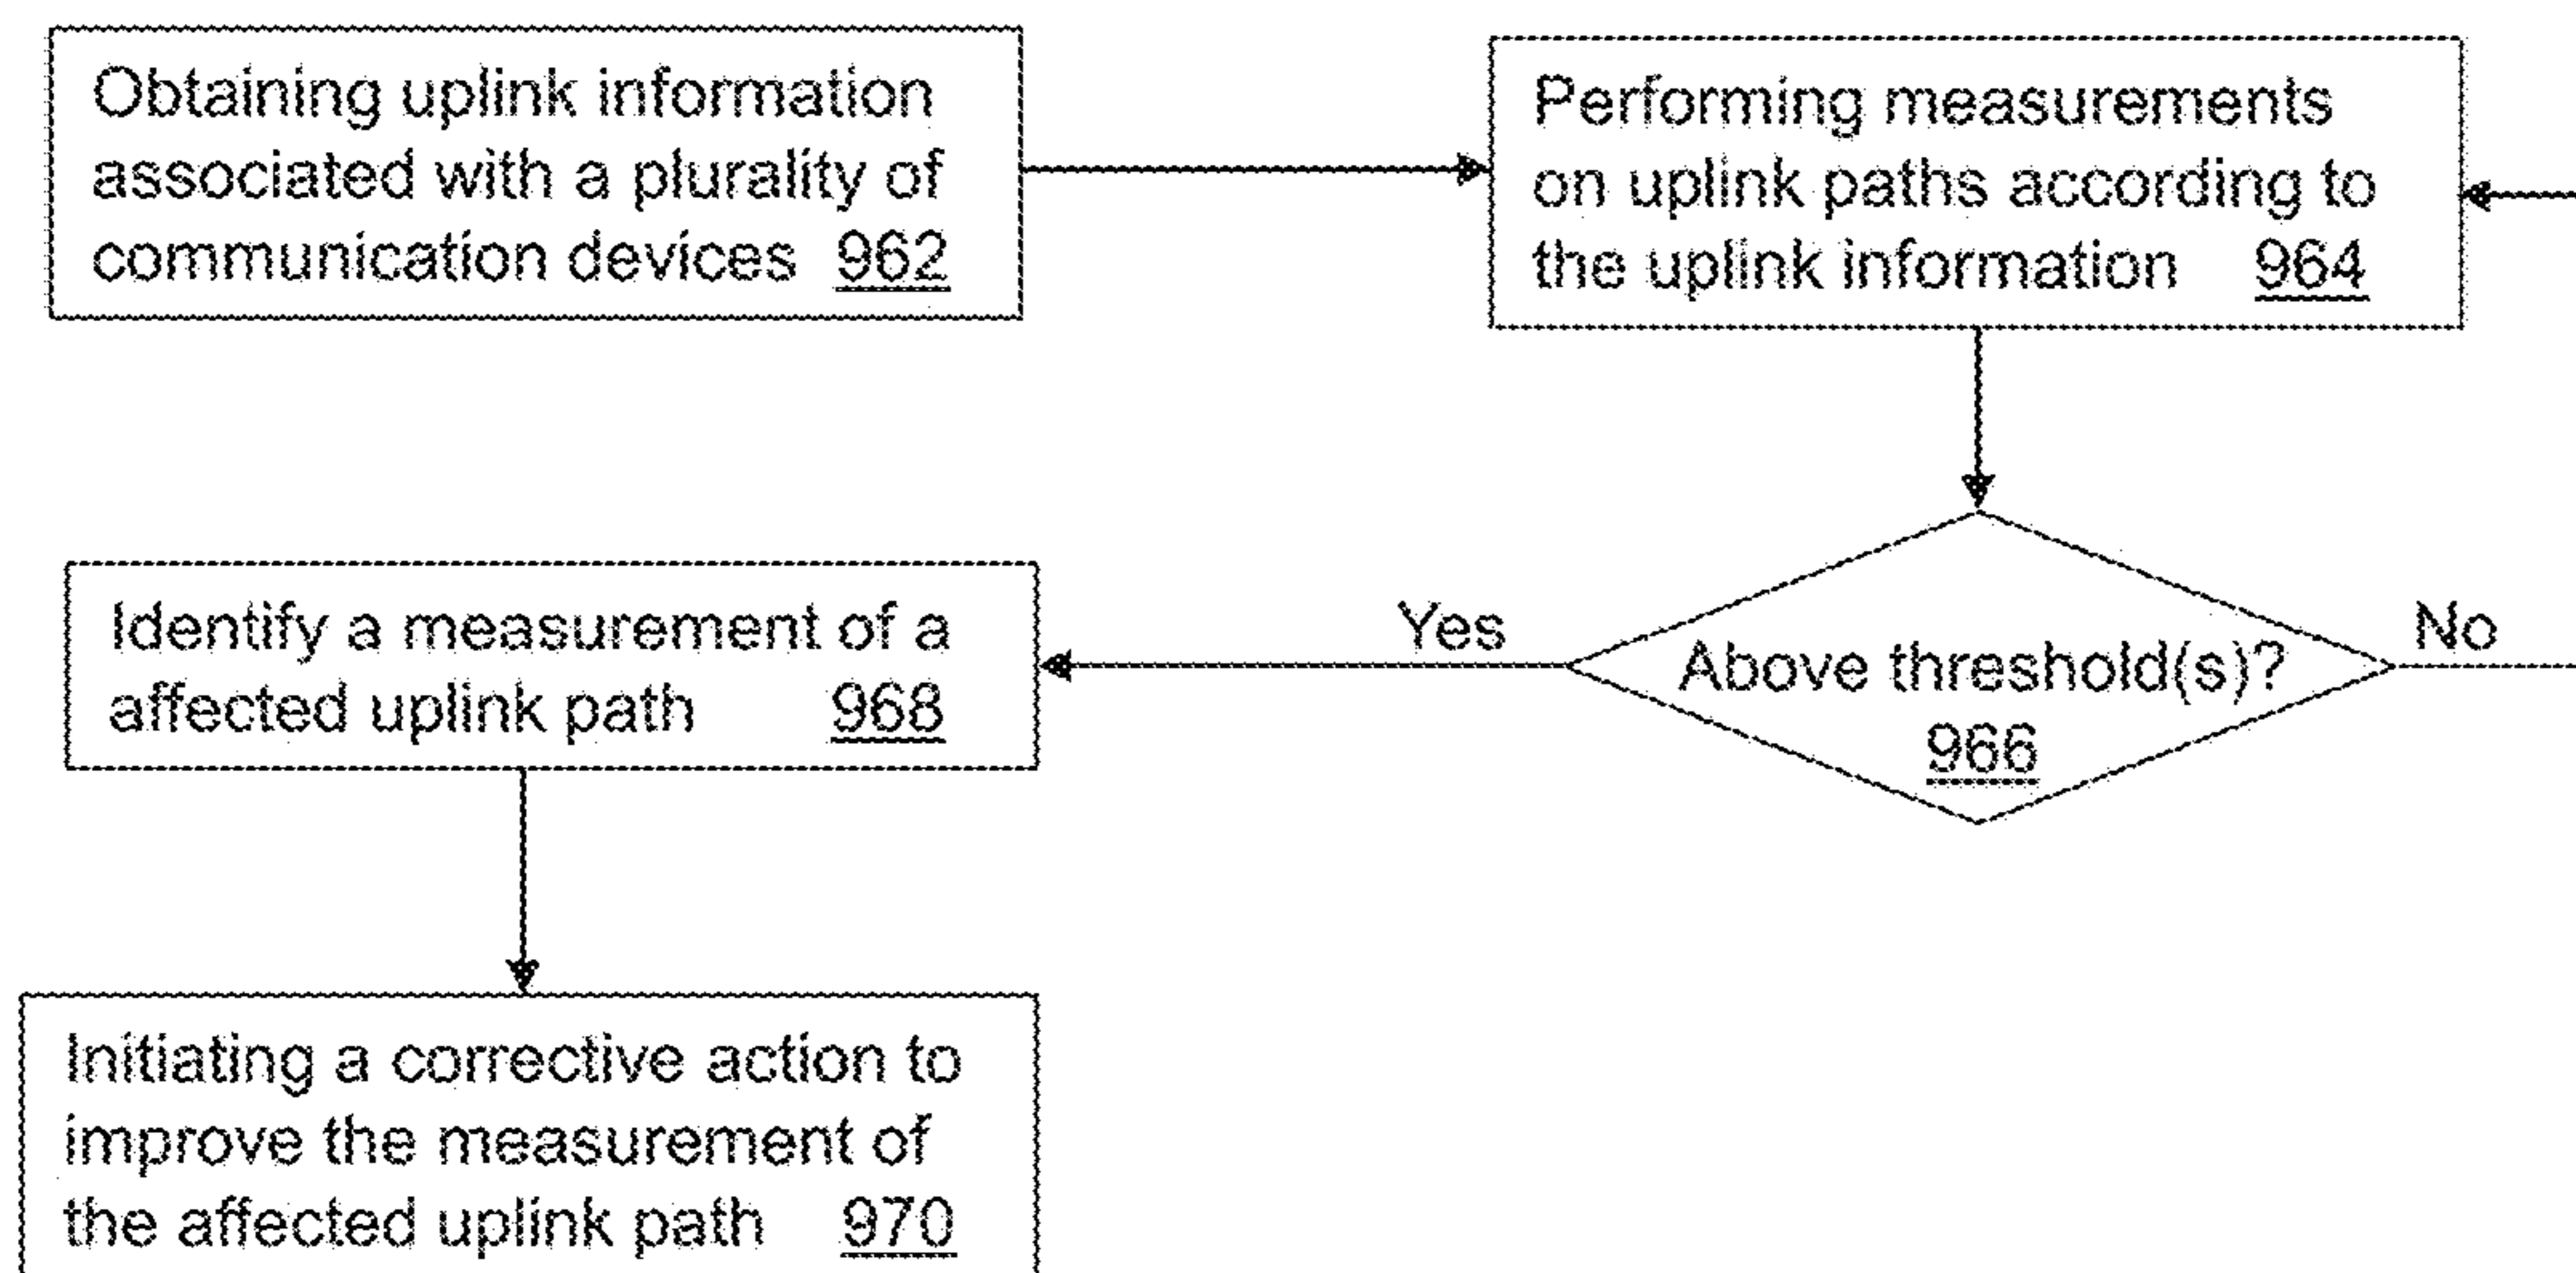 Obtaining uplink information
associated with a plurality of
communication devices 962
Performing measurements
on uplink paths according to
the uplink information 964
Above threshold(s)?
966
Yes
No
Identify a measurement of a
affected uplink path 968
Initiating a corrective action to
improve the measurement of
the affected uplink path 970